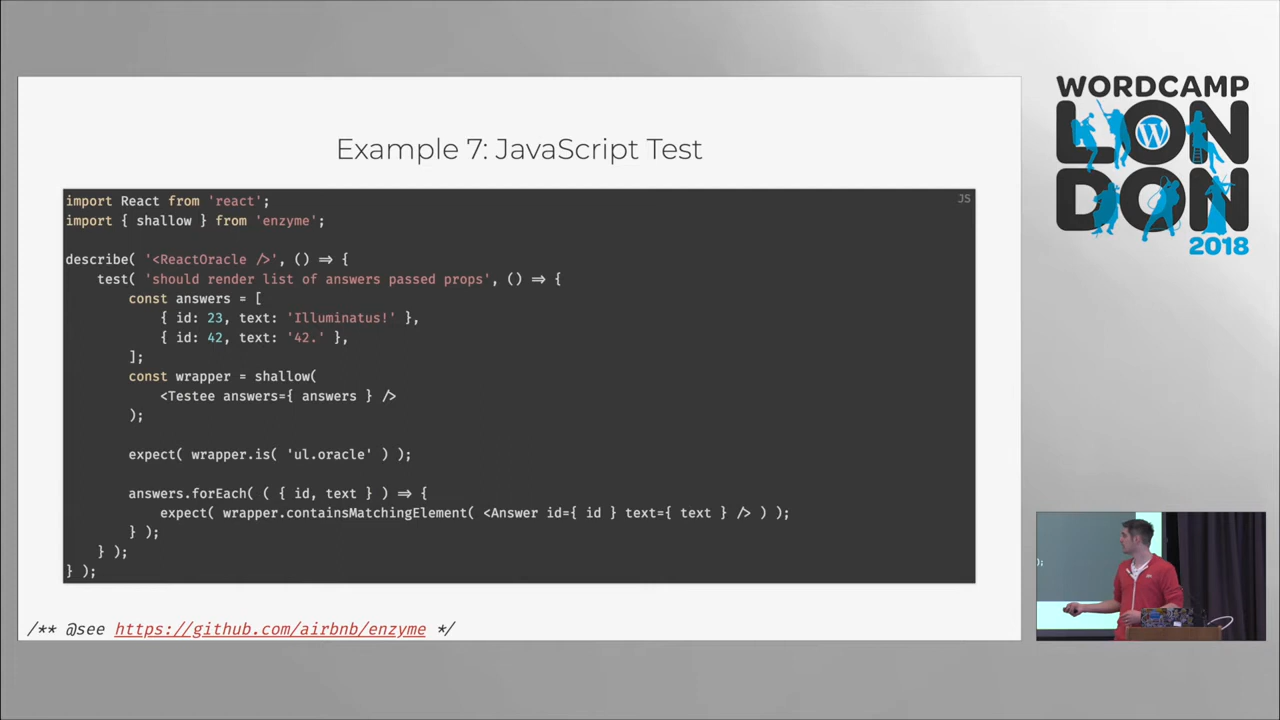 Example 7: JavaScript Test
JS
import React from 'react';
import { shallow } from 'enzyme';
describe( '<ReactOracle />', () => {
test( 'should render list of answers passed props', () => {
const answers = [
{ id: 23, text: 'Illuminatus!' },
{ id: 42, text: '42.' },
];
const wrapper = shallow(
<Testee answers={ answers } />
);
expect( wrapper.is( 'ul.oracle' ) );
answers.forEach( ( { id, text } ) => {
expect( wrapper.containsMatchingElement( <Answer id={ id } text={ text } /> ) );
} );
} );
} );
/** @see https://github.com/airbnb/enzyme */
WORDCAMP
LON
DON
2018
);